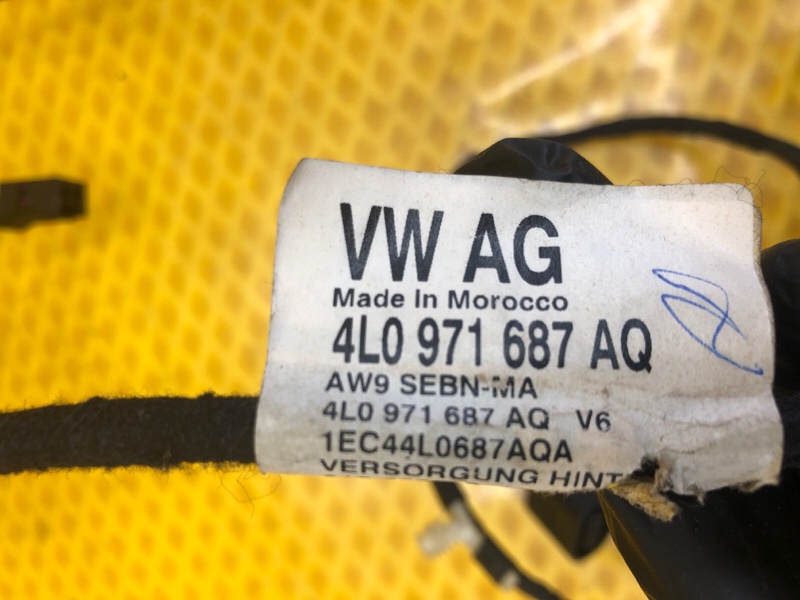 VW AG
Made In Morocco
4L0 971 687 AQ
AW9 SEBN-MA
4L0 971 687 AQ V6
1EC44L0687AQA
VERSORGUNG HINT